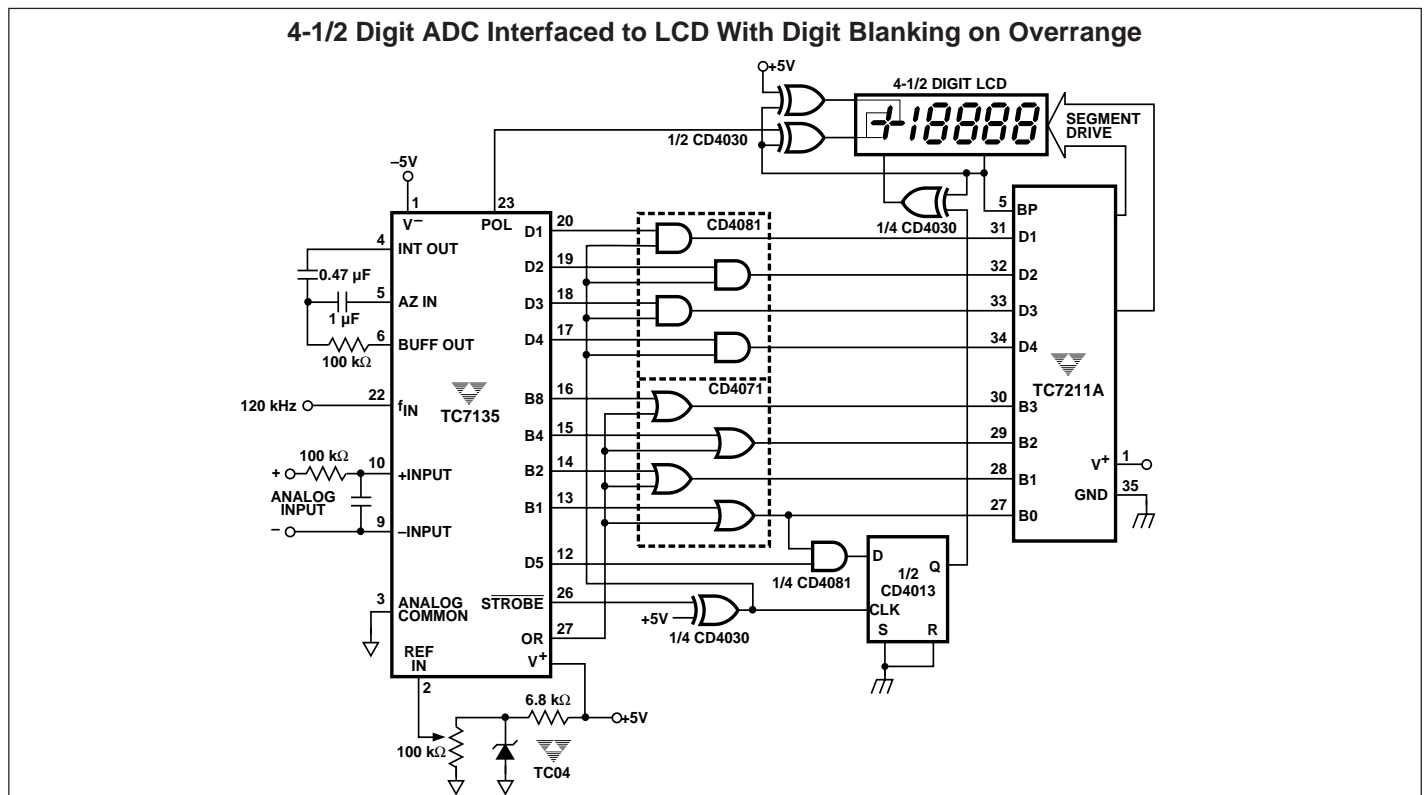 4-1/2 Digit ADC Interfaced to LCD With Digit Blanking on Overrange
+5V
4-1/2 DIGIT LCD
+18888
SEGMENT
DRIVE
1/2 CD4030
–5V
1
V–
23
POL
5
BP
1/4 CD4030
4
INT OUT
0.47 µF
5
AZ IN
1 µF
6
BUFF OUT
100 kΩ
120 kHz
22
fIN
TC7135
+
100 kΩ
10
+INPUT
ANALOG
INPUT
–
9
–INPUT
3
ANALOG
COMMON
REF
IN
2
20
D1
19
D2
18
D3
17
D4
16
B8
15
B4
14
B2
13
B1
12
D5
26
STROBE
27
OR
V+
CD4081
CD4071
31
D1
32
D2
33
D3
34
D4
TC7211A
30
B3
29
B2
28
B1
27
B0
V+
1
GND
35
1/4 CD4081
D
Q
1/2
CD4013
CLK
S
R
+5V
1/4 CD4030
6.8 kΩ
+5V
100 kΩ
TC04